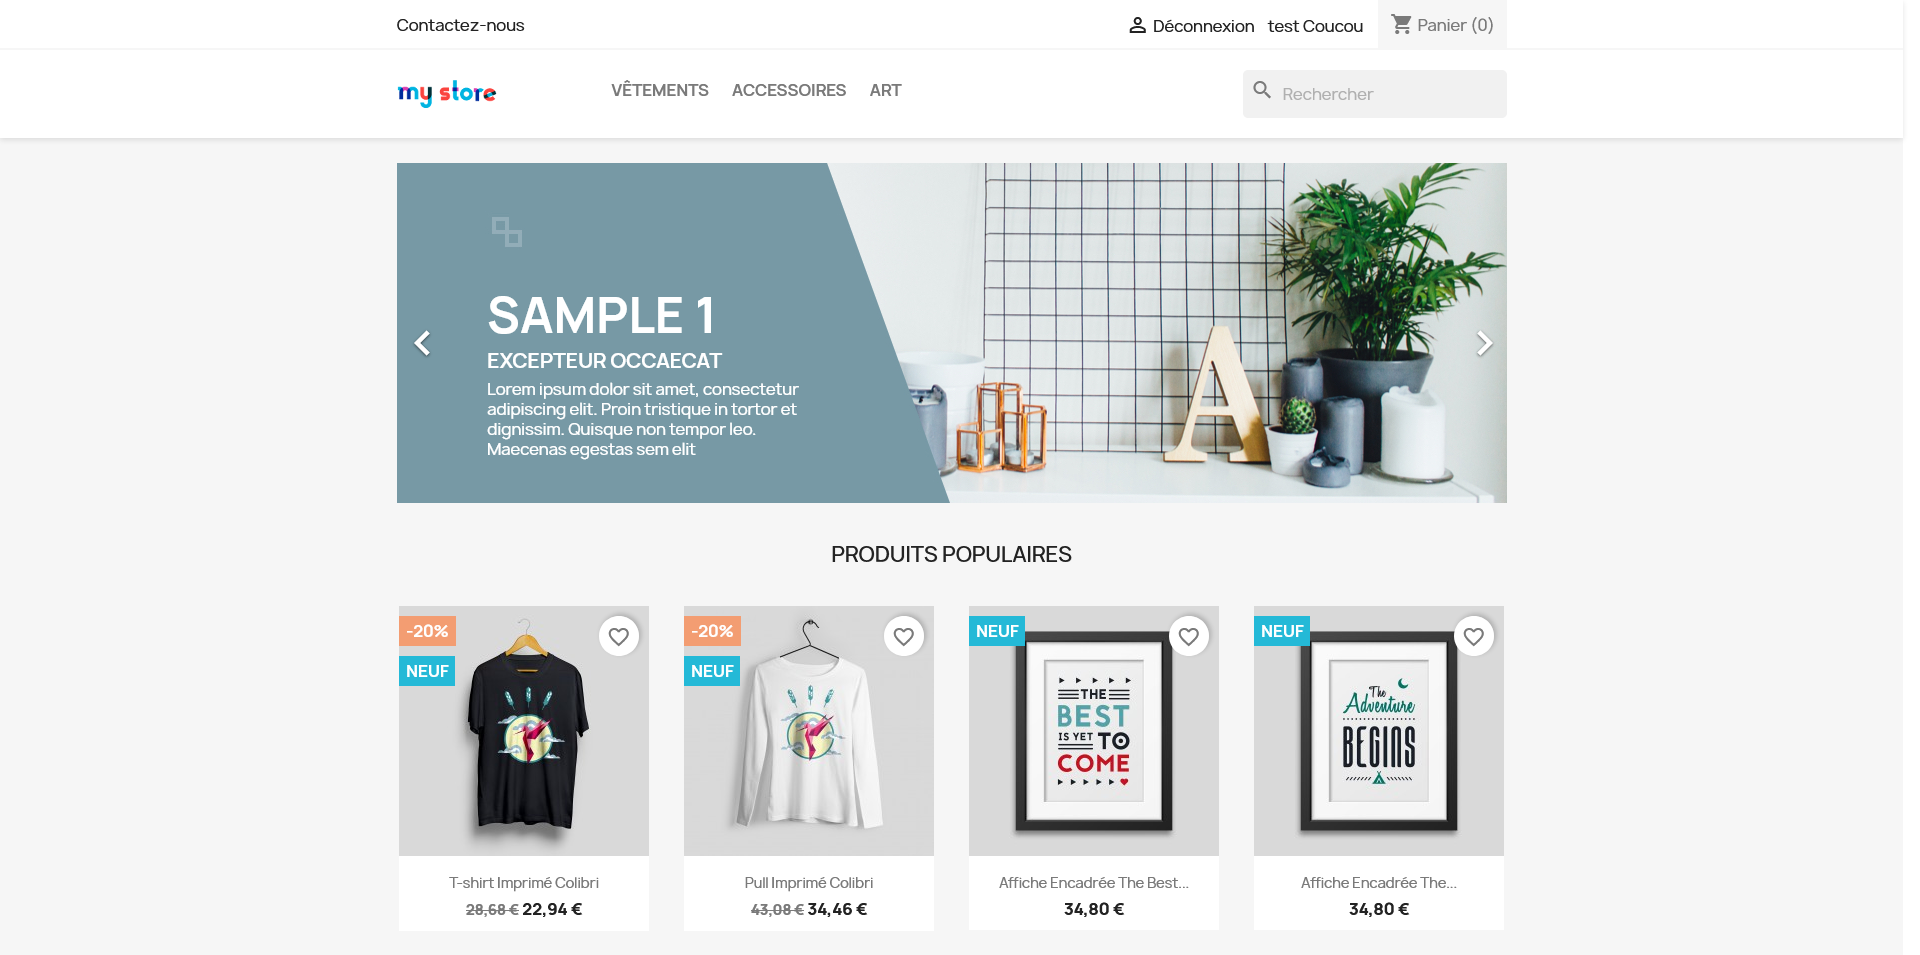 Contactez-nous
Déconnexion test Coucou Panier (0)
my store
VÊTEMENTS ACCESSOIRES ART
Rechercher
SAMPLE 1
EXCEPTEUR OCCAECAT
Lorem ipsum dolor sit amet, consectetur
adipiscing elit. Proin tristique in tortor et
dignissim. Quisque non tempor leo.
Maecenas egestas sem elit
A
PRODUITS POPULAIRES
-20%
NEUF
T-shirt Imprimé Colibri
28,68 € 22,94 €
-20%
NEUF
Pull Imprimé Colibri
43,08 € 34,46 €
NEUF
THE
BEST
IS YET TO
COME
Affiche Encadrée The Best...
34,80 €
NEUF
The
Adventure
BEGINS
Affiche Encadrée The...
34,80 €